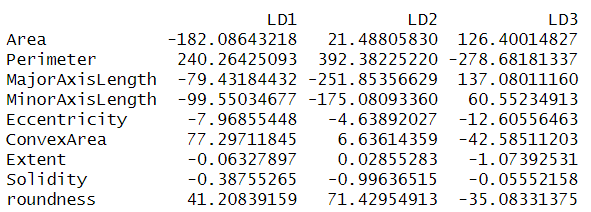 LD1 LD2 LD3
Area -182.08643218 21.48805830 126.40014827
Perimeter 240.26425093 392.38225220 -278.68181337
MajorAxisLength -79.43184432 -251.85356629 137.08011160
MinorAxisLength -99.55034677 -175.08093360 60.55234913
Eccentricity -7.96855448 -4.63892027 -12.60556463
ConvexArea 77.29711845 6.63614359 -42.58511203
Extent -0.06327897 0.02855283 -1.07392531
Solidity -0.38755265 -0.99636515 -0.05552158
roundness 41.20839159 71.42954913 -35.08331375